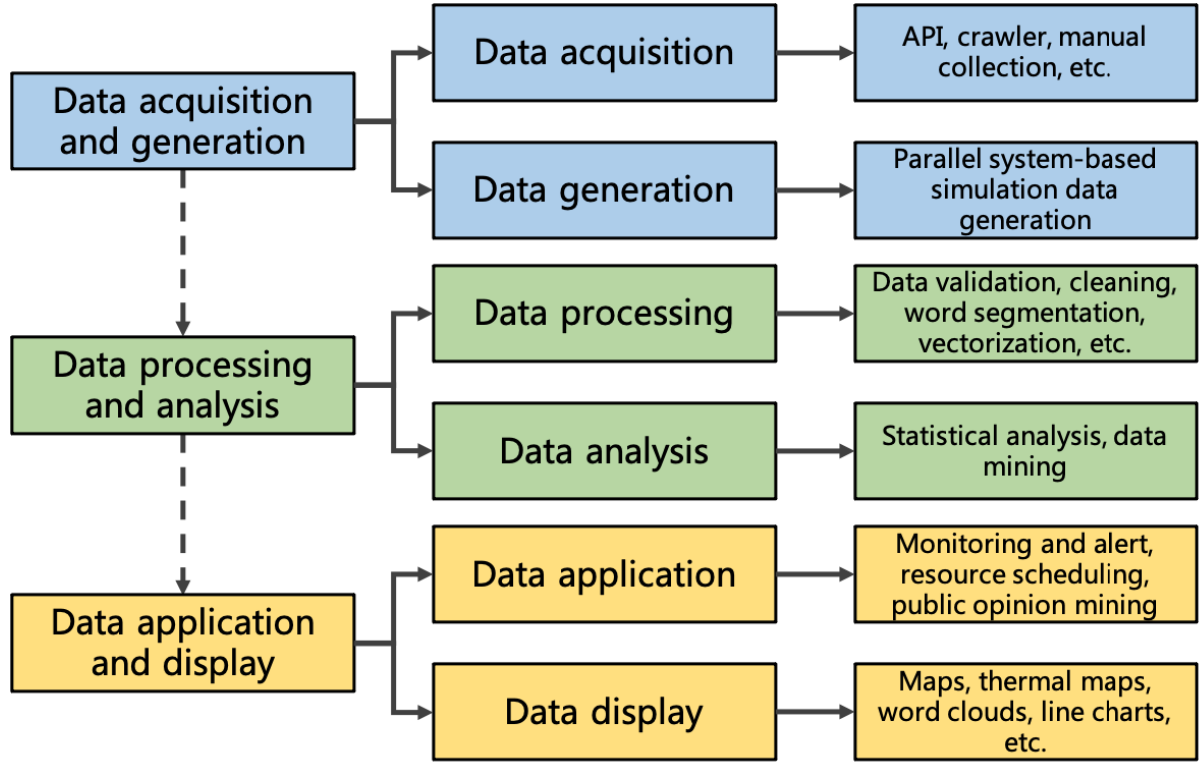 Data acquisition
and generation
Data acquisition
API, crawler, manual
collection, etc.
Data generation
Parallel system-based
simulation data
generation
Data processing
and analysis
Data processing
Data validation, cleaning,
word segmentation,
vectorization, etc.
Data analysis
Statistical analysis, data
mining
Data application
and display
Data application
Monitoring and alert,
resource scheduling,
public opinion mining
Data display
Maps, thermal maps,
word clouds, line charts,
etc.